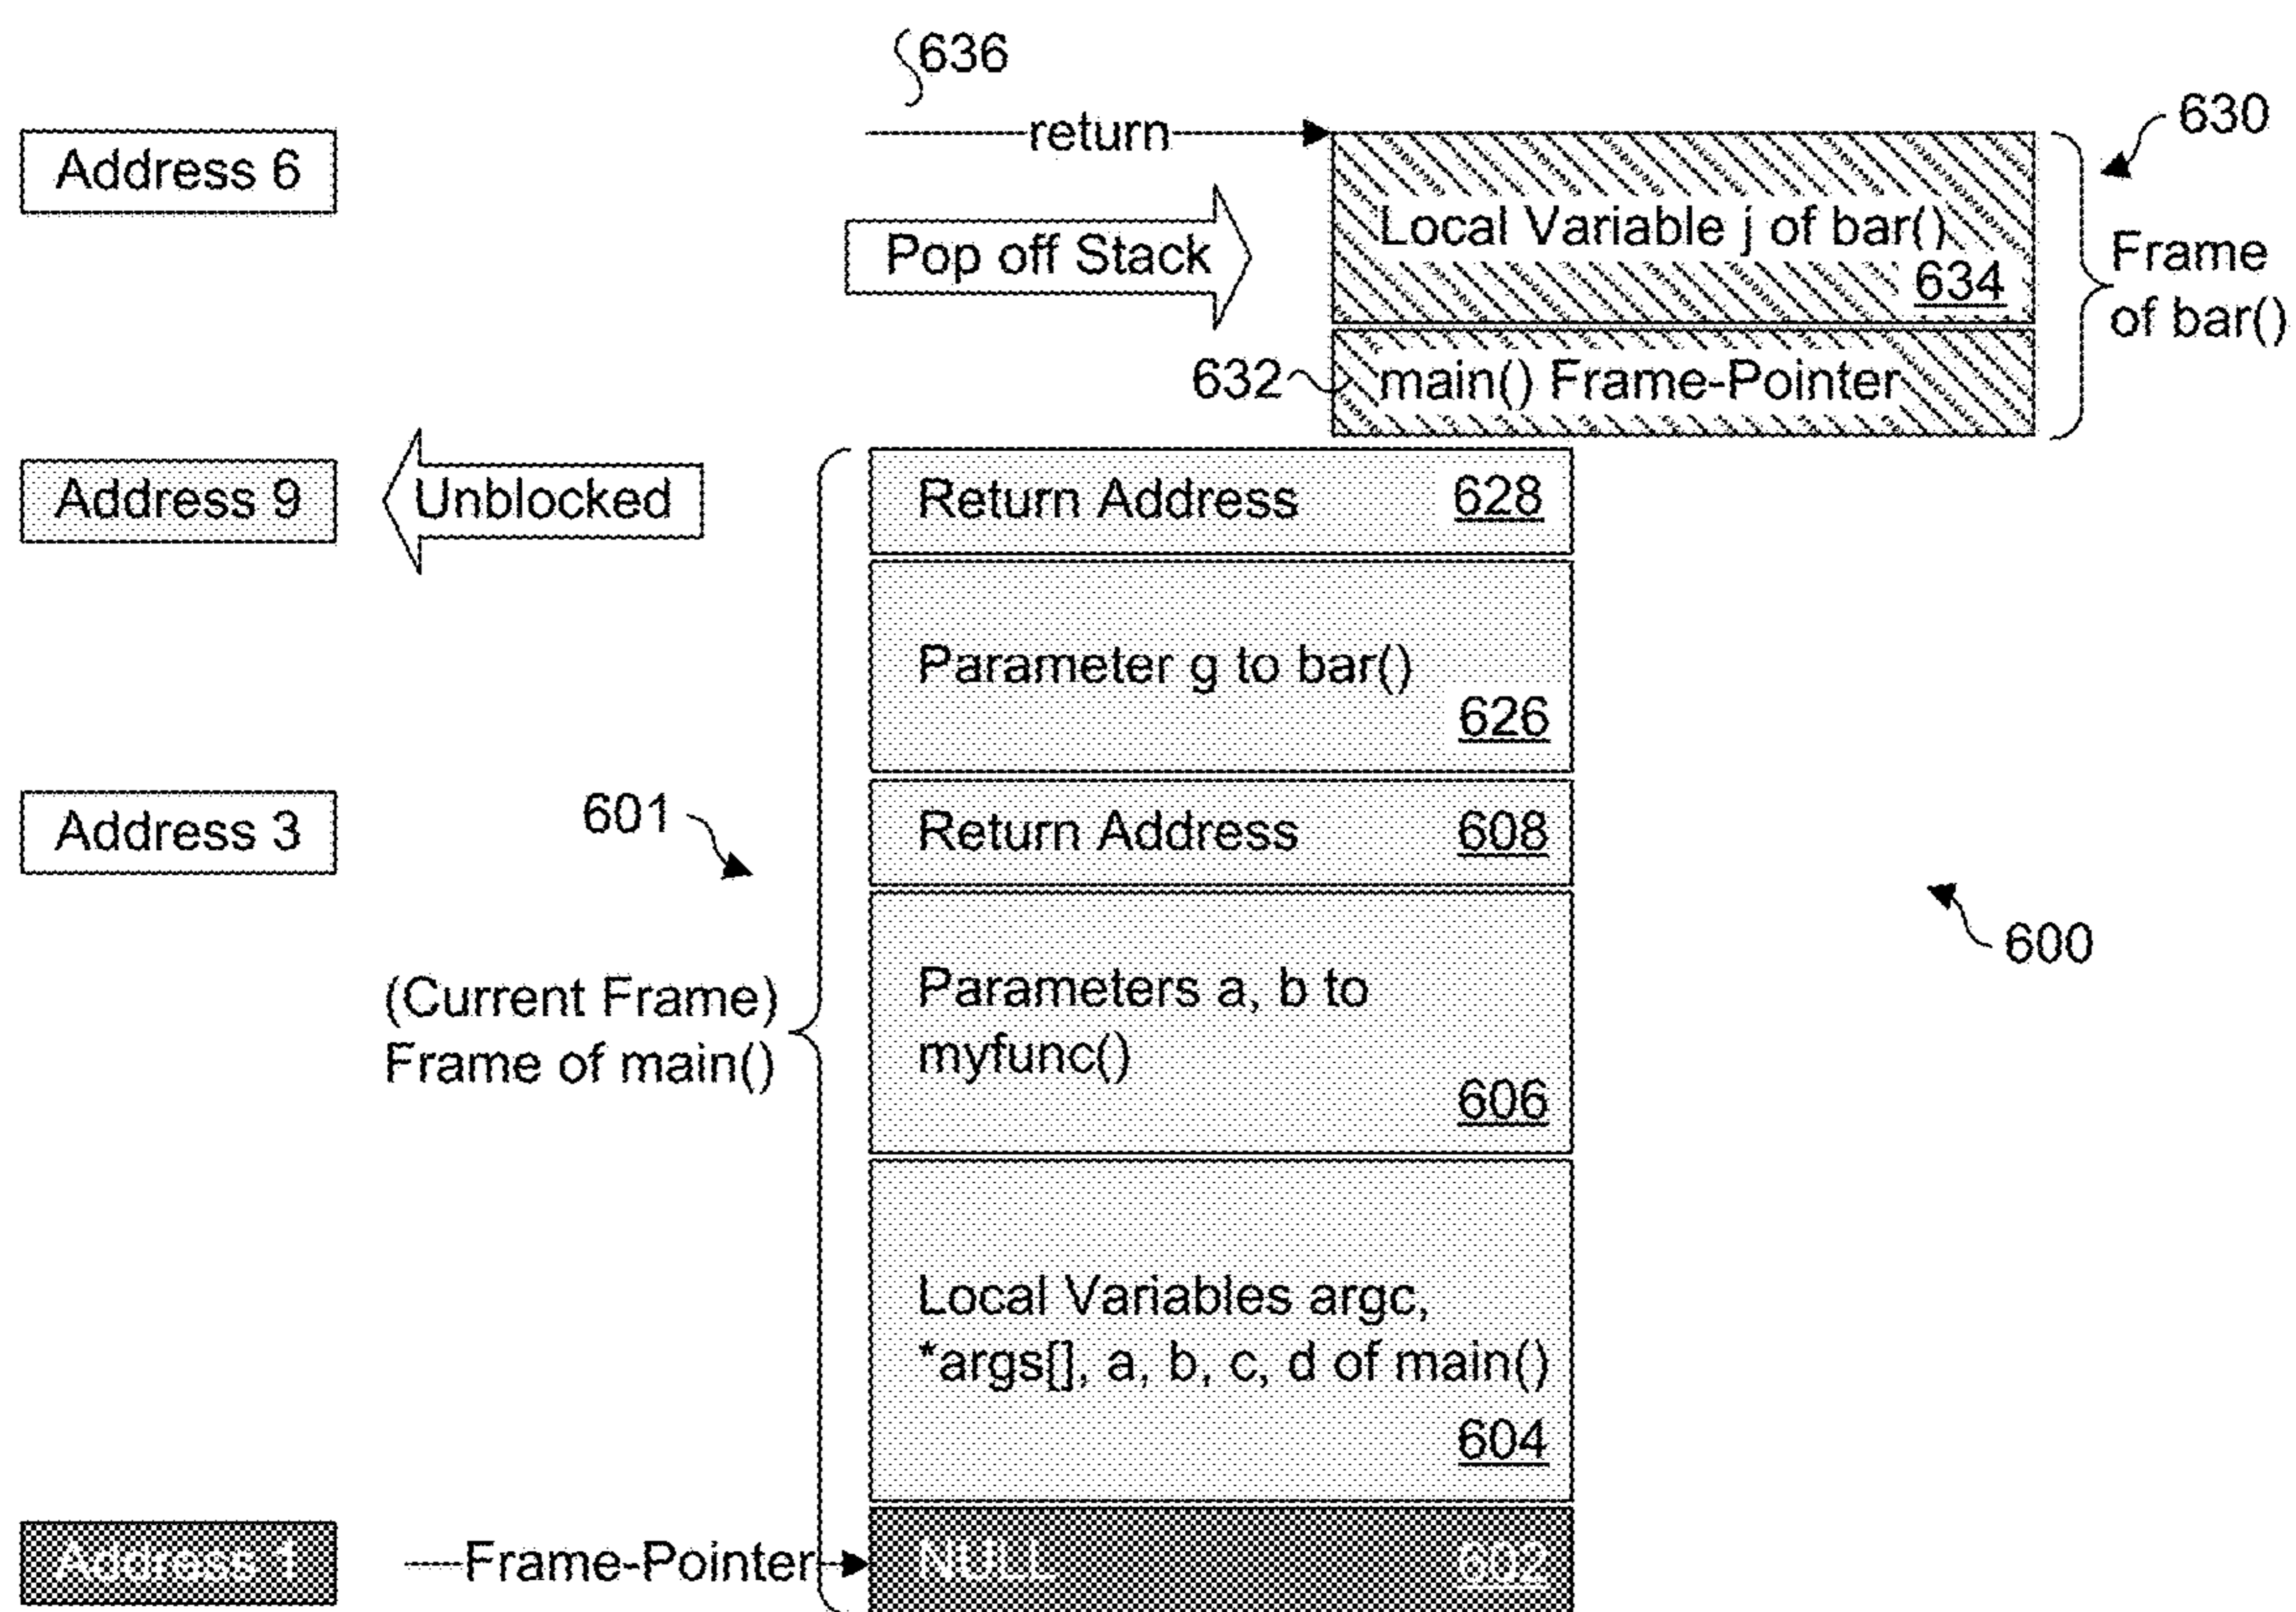 636
return
630
Address 6
Local Variable j of bar()
Pop off Stack
634
Frame
of bar()
632
main() Frame-Pointer
Address 9
Unblocked
Return Address
628
Parameter g to bar()
626
Address 3
601
Return Address
608
600
(Current Frame)
Frame of main()
Parameters a, b to
myfunc()
606
Local Variables argc,
*args[], a, b, c, d of main()
604
Address 1
Frame-Pointer
NULL
602